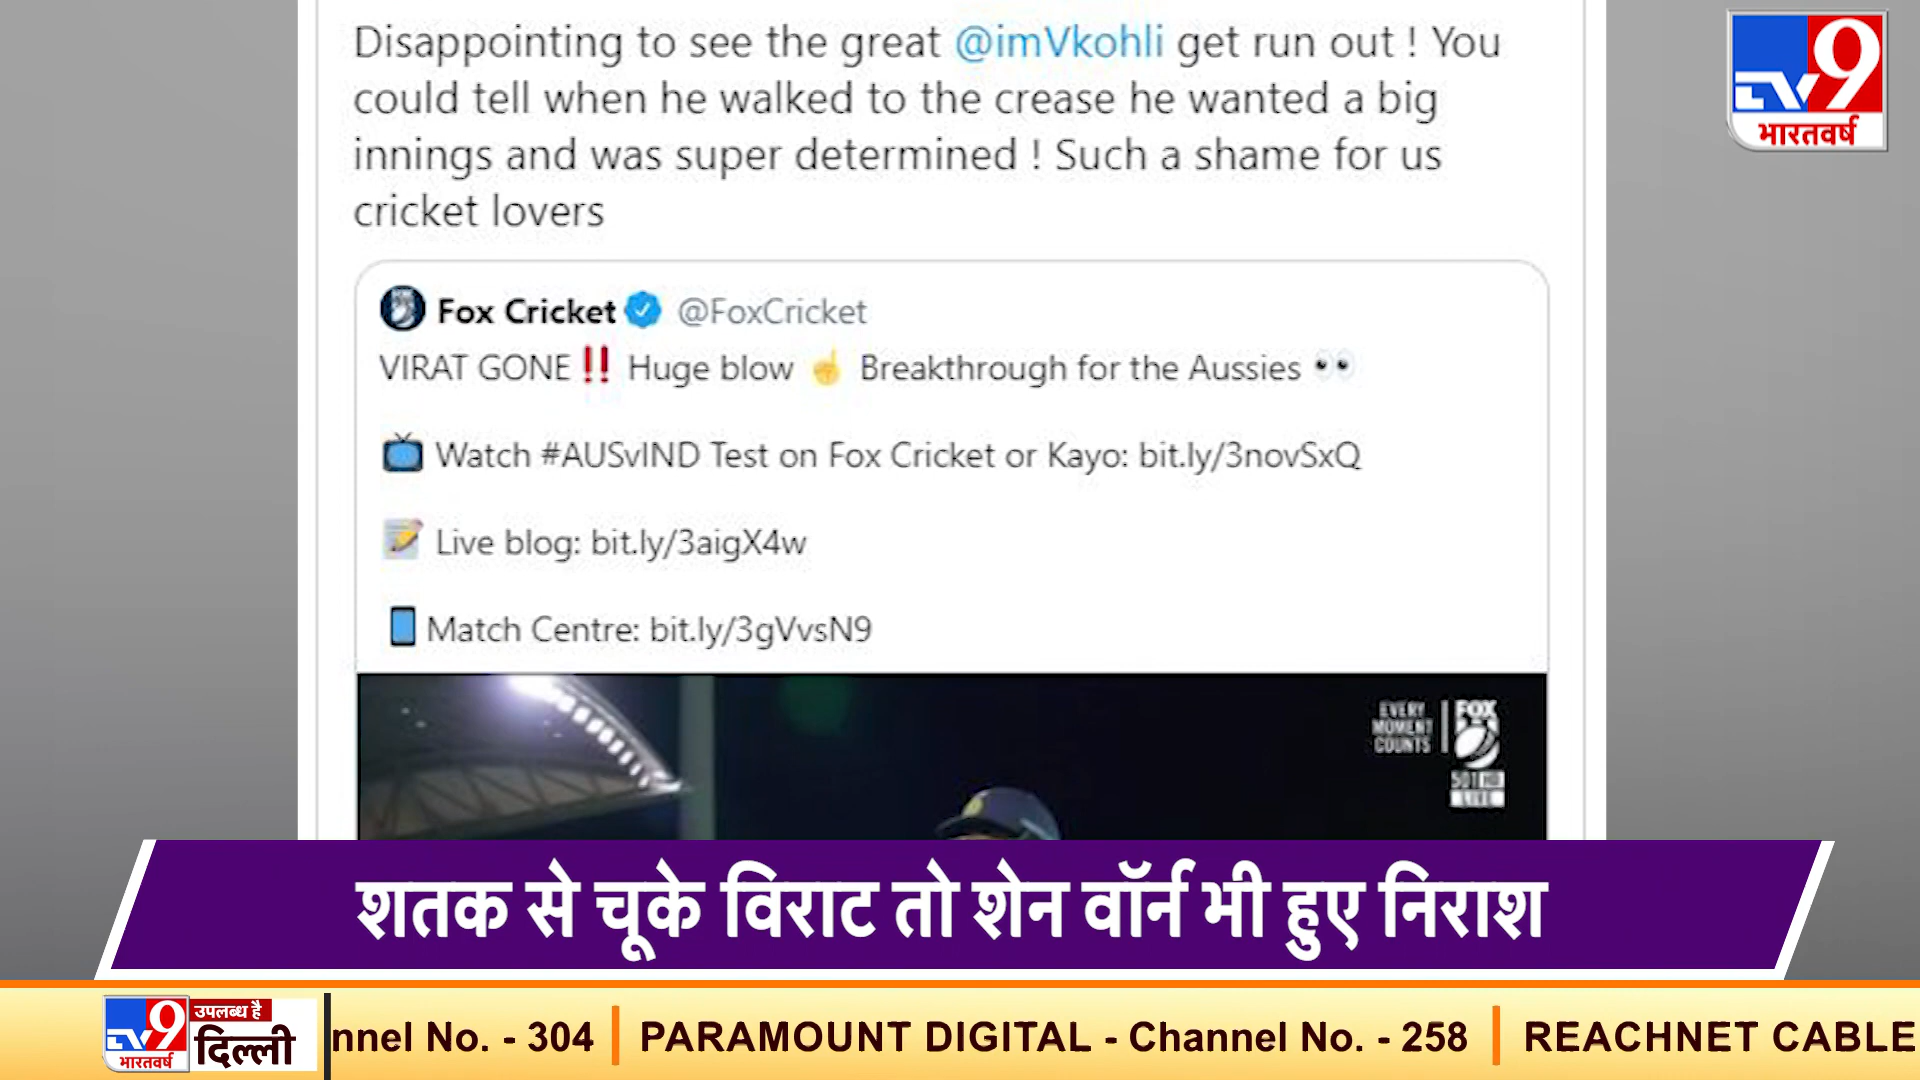 Disappointing to see the great @imVkohli get run out ! You
could tell when he walked to the crease he wanted a big
innings and was super determined ! Such a shame for us
cricket lovers
TV9
भारतवर्ष
Fox Cricket @FoxCricket
VIRAT GONE‼️ Huge blow ☝️ Breakthrough for the Aussies 👀
📺 Watch #AUSvIND Test on Fox Cricket or Kayo: bit.ly/3novSxQ
📝 Live blog: bit.ly/3aigX4w
📱 Match Centre: bit.ly/3gVvsN9
EVERY
MOMENT
COUNTS
FOX
501 HD
LIVE
शतक से चूके विराट तो शेन वॉर्न भी हुए निराश
TV9
भारतवर्ष
उपलब्ध है
दिल्ली
nnel No. - 304 | PARAMOUNT DIGITAL - Channel No. - 258 | REACHNET CABLE